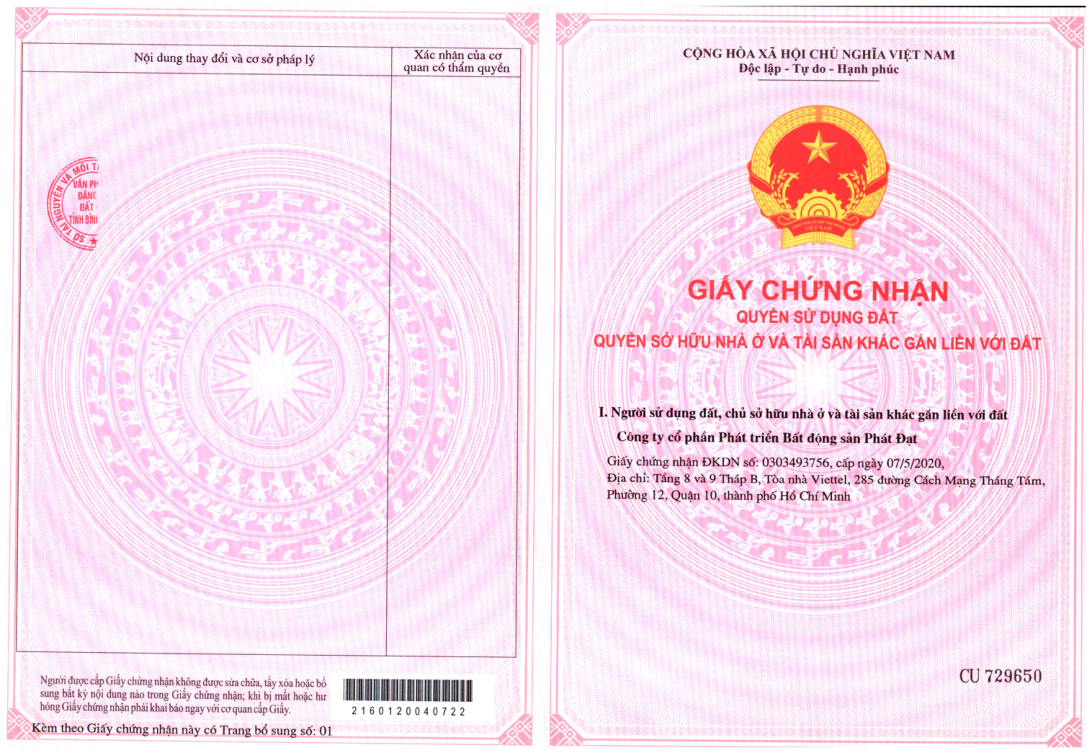 Nội dung thay đổi và cơ sở pháp lý
Xác nhận của cơ
quan có thẩm quyền
SỞ TÀI NGUYÊN VÀ MÔI T
VĂN PH
ĐĂNG
ĐẤT
TỈNH BÌNH
Người được cấp Giấy chứng nhận không được sửa chữa, tẩy xóa hoặc bổ
sung bất kỳ nội dung nào trong Giấy chứng nhận; khi bị mất hoặc hư
hỏng Giấy chứng nhận phải khai báo ngay với cơ quan cấp Giấy.
2160120040722
Kèm theo Giấy chứng nhận này có Trang bổ sung số: 01
CỘNG HÒA XÃ HỘI CHỦ NGHĨA VIỆT NAM
Độc lập - Tự do - Hạnh phúc
VIỆT NAM
GIẤY CHỨNG NHẬN
QUYỀN SỬ DỤNG ĐẤT
QUYỀN SỞ HỮU NHÀ Ở VÀ TÀI SẢN KHÁC GẮN LIỀN VỚI ĐẤT
I. Người sử dụng đất, chủ sở hữu nhà ở và tài sản khác gắn liền với đất
Công ty cổ phần Phát triển Bất động sản Phát Đạt
Giấy chứng nhận ĐKDN số: 0303493756, cấp ngày 07/5/2020,
Địa chỉ: Tầng 8 và 9 Tháp B, Tòa nhà Viettel, 285 đường Cách Mạng Tháng Tám,
Phường 12, Quận 10, thành phố Hồ Chí Minh
CU 729650